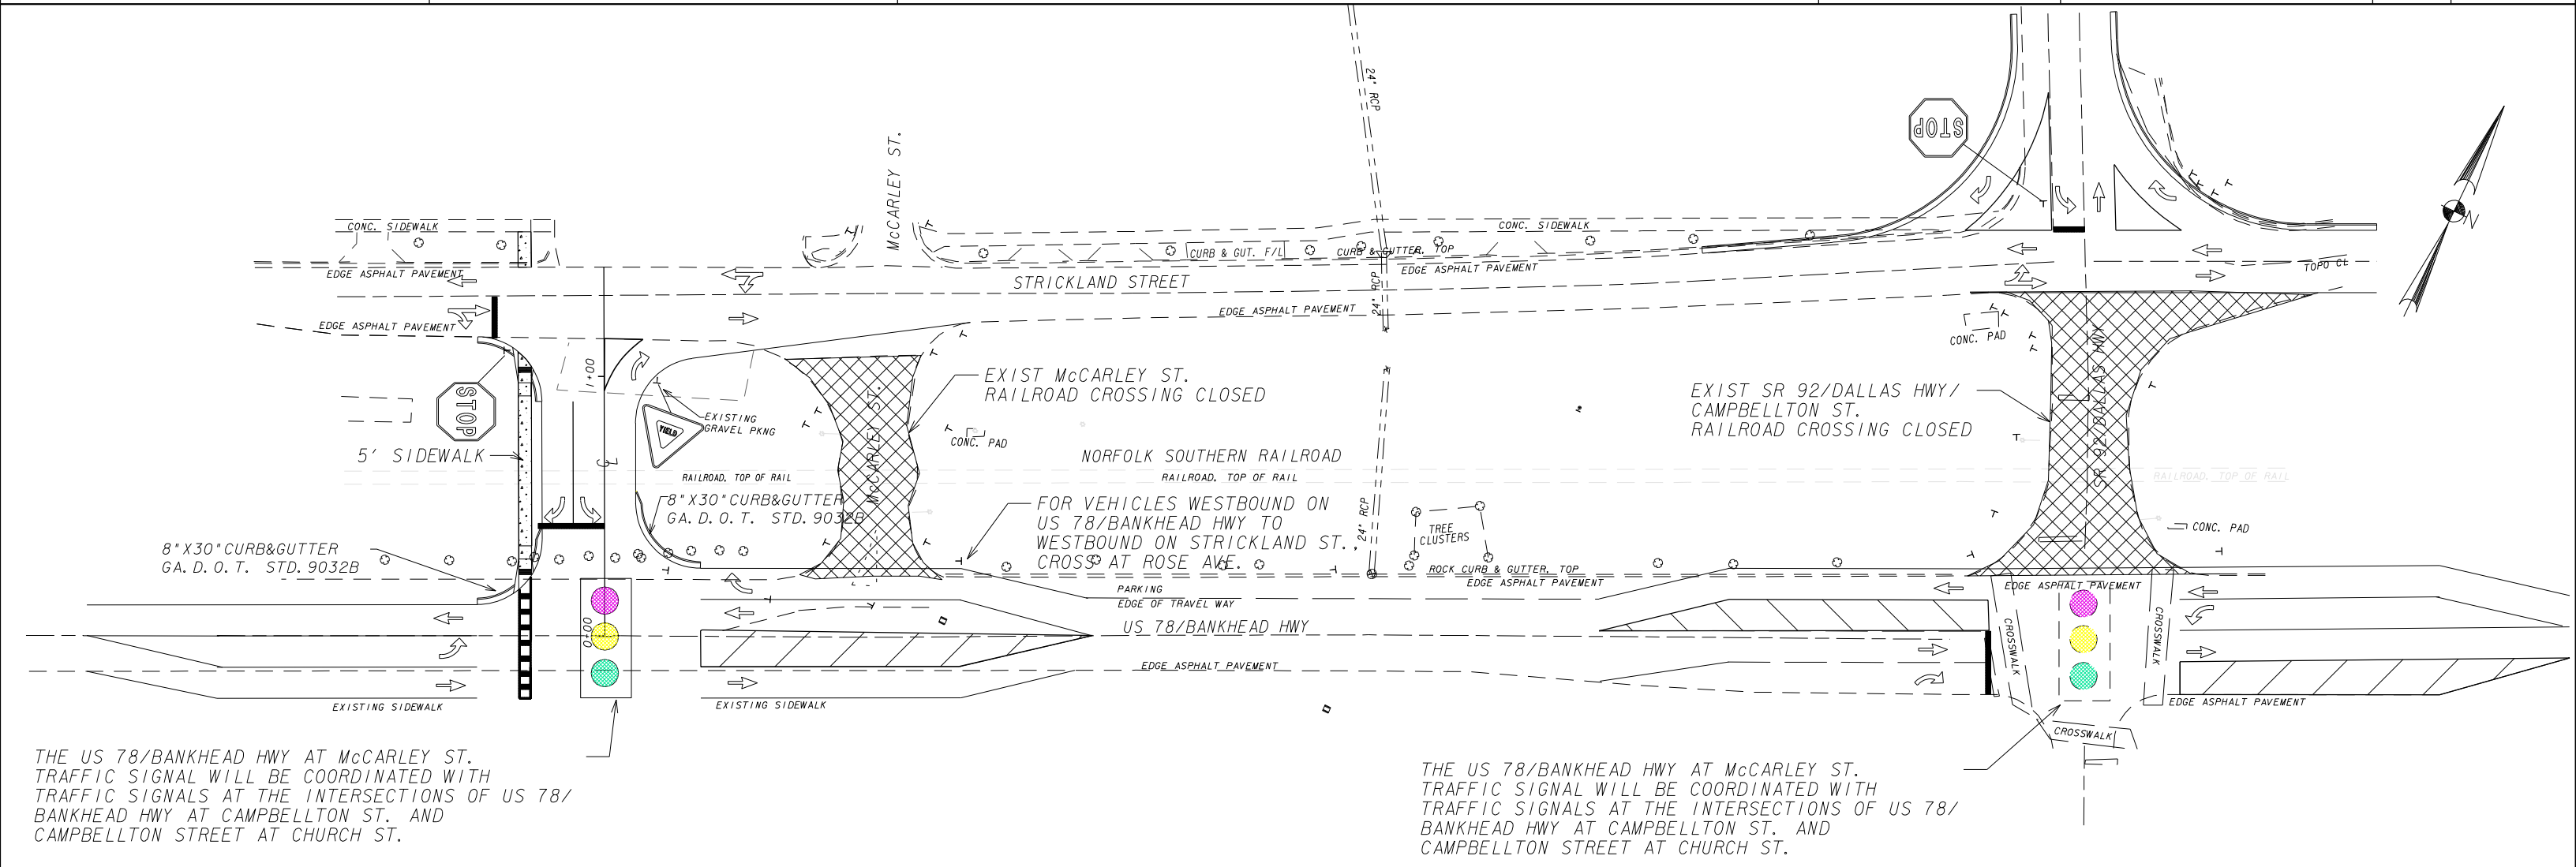 24" RCP
STOP
McCARLEY ST.
N
CONC. SIDEWALK
CONC. SIDEWALK
CURB & GUT. F/L
CURB & GUTTER, TOP
EDGE ASPHALT PAVEMENT
EDGE ASPHALT PAVEMENT
TOPO CL
STRICKLAND STREET
24" RCP
EDGE ASPHALT PAVEMENT
EDGE ASPHALT PAVEMENT
CONC. PAD
1+00
STOP
EXISTING
GRAVEL PKNG
YIELD
McCARLEY ST.
EXIST McCARLEY ST.
RAILROAD CROSSING CLOSED
CONC. PAD
EXIST SR 92/DALLAS HWY/
CAMPBELLTON ST.
RAILROAD CROSSING CLOSED
SR 92/DALLAS HWY
5' SIDEWALK
NORFOLK SOUTHERN RAILROAD
RAILROAD, TOP OF RAIL
RAILROAD, TOP OF RAIL
RAILROAD, TOP OF RAIL
8"X30"CURB&GUTTER
GA.D.O.T. STD.9032B
FOR VEHICLES WESTBOUND ON
US 78/BANKHEAD HWY TO
WESTBOUND ON STRICKLAND ST.,
CROSS AT ROSE AVE.
24" RCP
TREE
CLUSTERS
CONC. PAD
8"X30"CURB&GUTTER
GA.D.O.T. STD.9032B
ROCK CURB & GUTTER, TOP
EDGE ASPHALT PAVEMENT
EDGE ASPHALT PAVEMENT
PARKING
EDGE OF TRAVEL WAY
US 78/BANKHEAD HWY
0+00
CROSSWALK
CROSSWALK
EDGE ASPHALT PAVEMENT
EXISTING SIDEWALK
EXISTING SIDEWALK
EDGE ASPHALT PAVEMENT
CROSSWALK
THE US 78/BANKHEAD HWY AT McCARLEY ST.
TRAFFIC SIGNAL WILL BE COORDINATED WITH
TRAFFIC SIGNALS AT THE INTERSECTIONS OF US 78/
BANKHEAD HWY AT CAMPBELLTON ST. AND
CAMPBELLTON STREET AT CHURCH ST.
THE US 78/BANKHEAD HWY AT McCARLEY ST.
TRAFFIC SIGNAL WILL BE COORDINATED WITH
TRAFFIC SIGNALS AT THE INTERSECTIONS OF US 78/
BANKHEAD HWY AT CAMPBELLTON ST. AND
CAMPBELLTON STREET AT CHURCH ST.